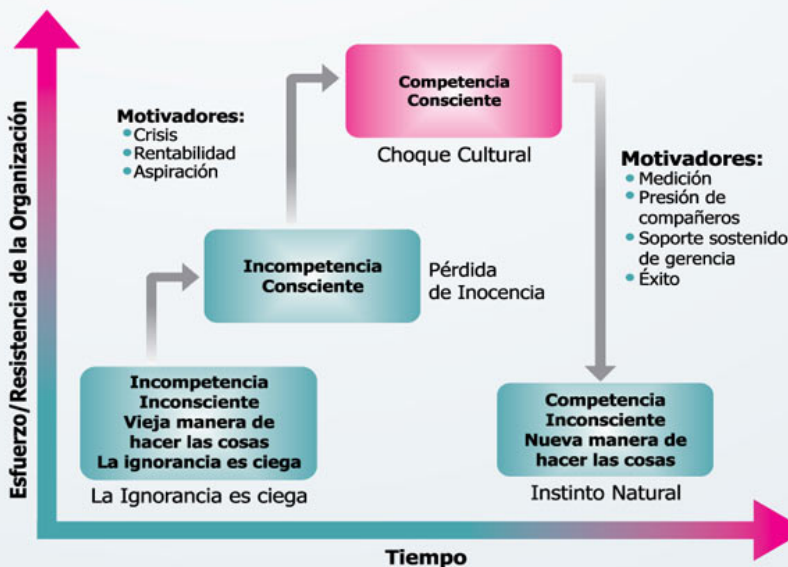 Esfuerzo/Resistencia de la Organización
Competencia
Consciente
Choque Cultural
Motivadores:
Crisis
Rentabilidad
Aspiración
Motivadores:
Medición
Presión de
compañeros
Soporte sostenido
de gerencia
Éxito
Incompetencia
Consciente
Pérdida
de Inocencia
Incompetencia
Inconsciente
Vieja manera de
hacer las cosas
La ignorancia es ciega
La Ignorancia es ciega
Competencia
Inconsciente
Nueva manera de
hacer las cosas
Instinto Natural
Tiempo